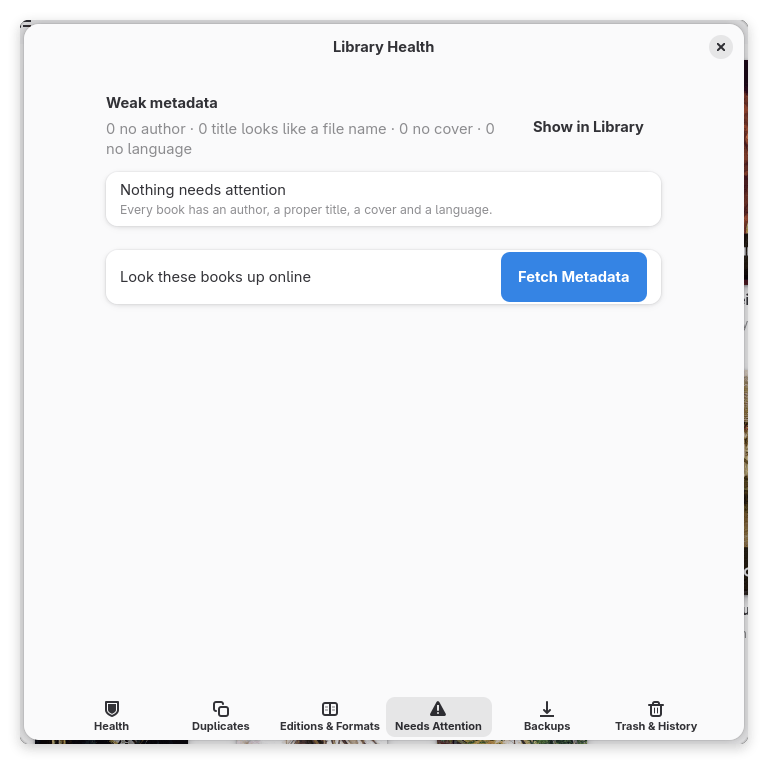 Library Health
Weak metadata
0 no author · 0 title looks like a file name · 0 no cover · 0
no language
Show in Library
Nothing needs attention
Every book has an author, a proper title, a cover and a language.
Look these books up online
Fetch Metadata
Health
Duplicates
Editions & Formats
Needs Attention
Backups
Trash & History